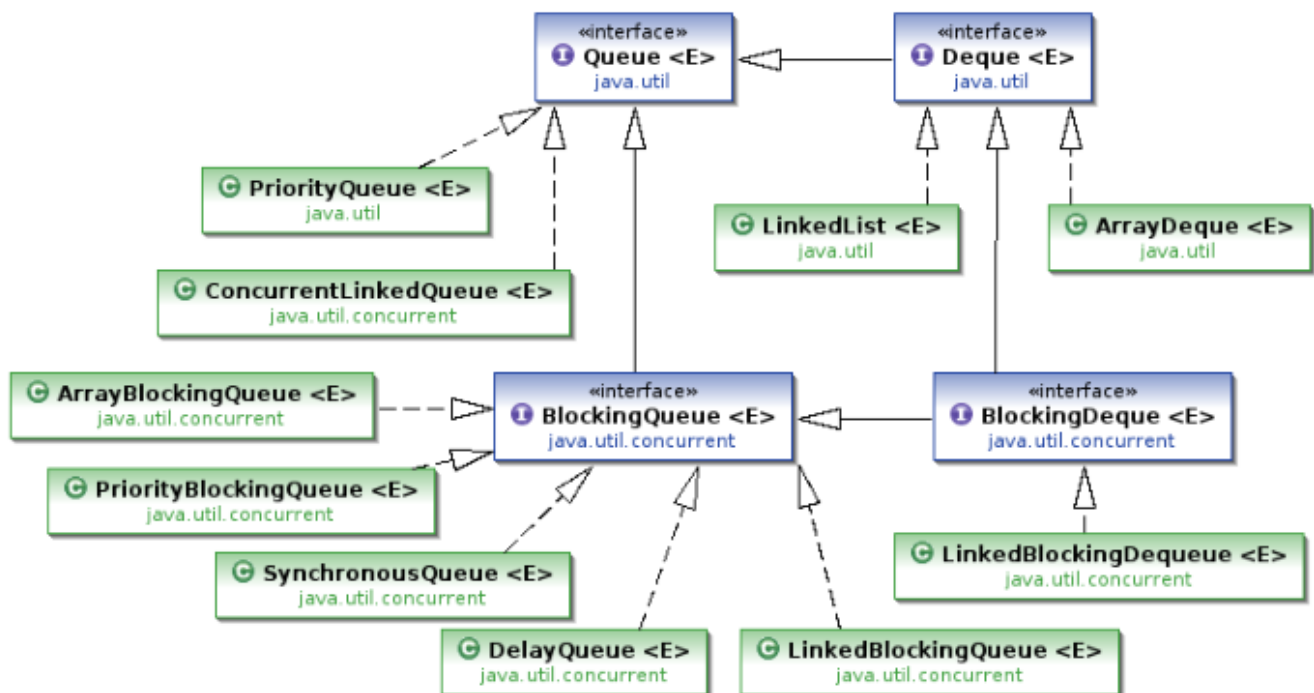 «interface»
Queue <E>
java.util
«interface»
Deque <E>
java.util
PriorityQueue <E>
java.util
LinkedList <E>
java.util
ArrayDeque <E>
java.util
ConcurrentLinkedQueue <E>
java.util.concurrent
ArrayBlockingQueue <E>
java.util.concurrent
«interface»
BlockingQueue <E>
java.util.concurrent
«interface»
BlockingDeque <E>
java.util.concurrent
PriorityBlockingQueue <E>
java.util.concurrent
SynchronousQueue <E>
java.util.concurrent
LinkedBlockingDequeue <E>
java.util.concurrent
DelayQueue <E>
java.util.concurrent
LinkedBlockingQueue <E>
java.util.concurrent